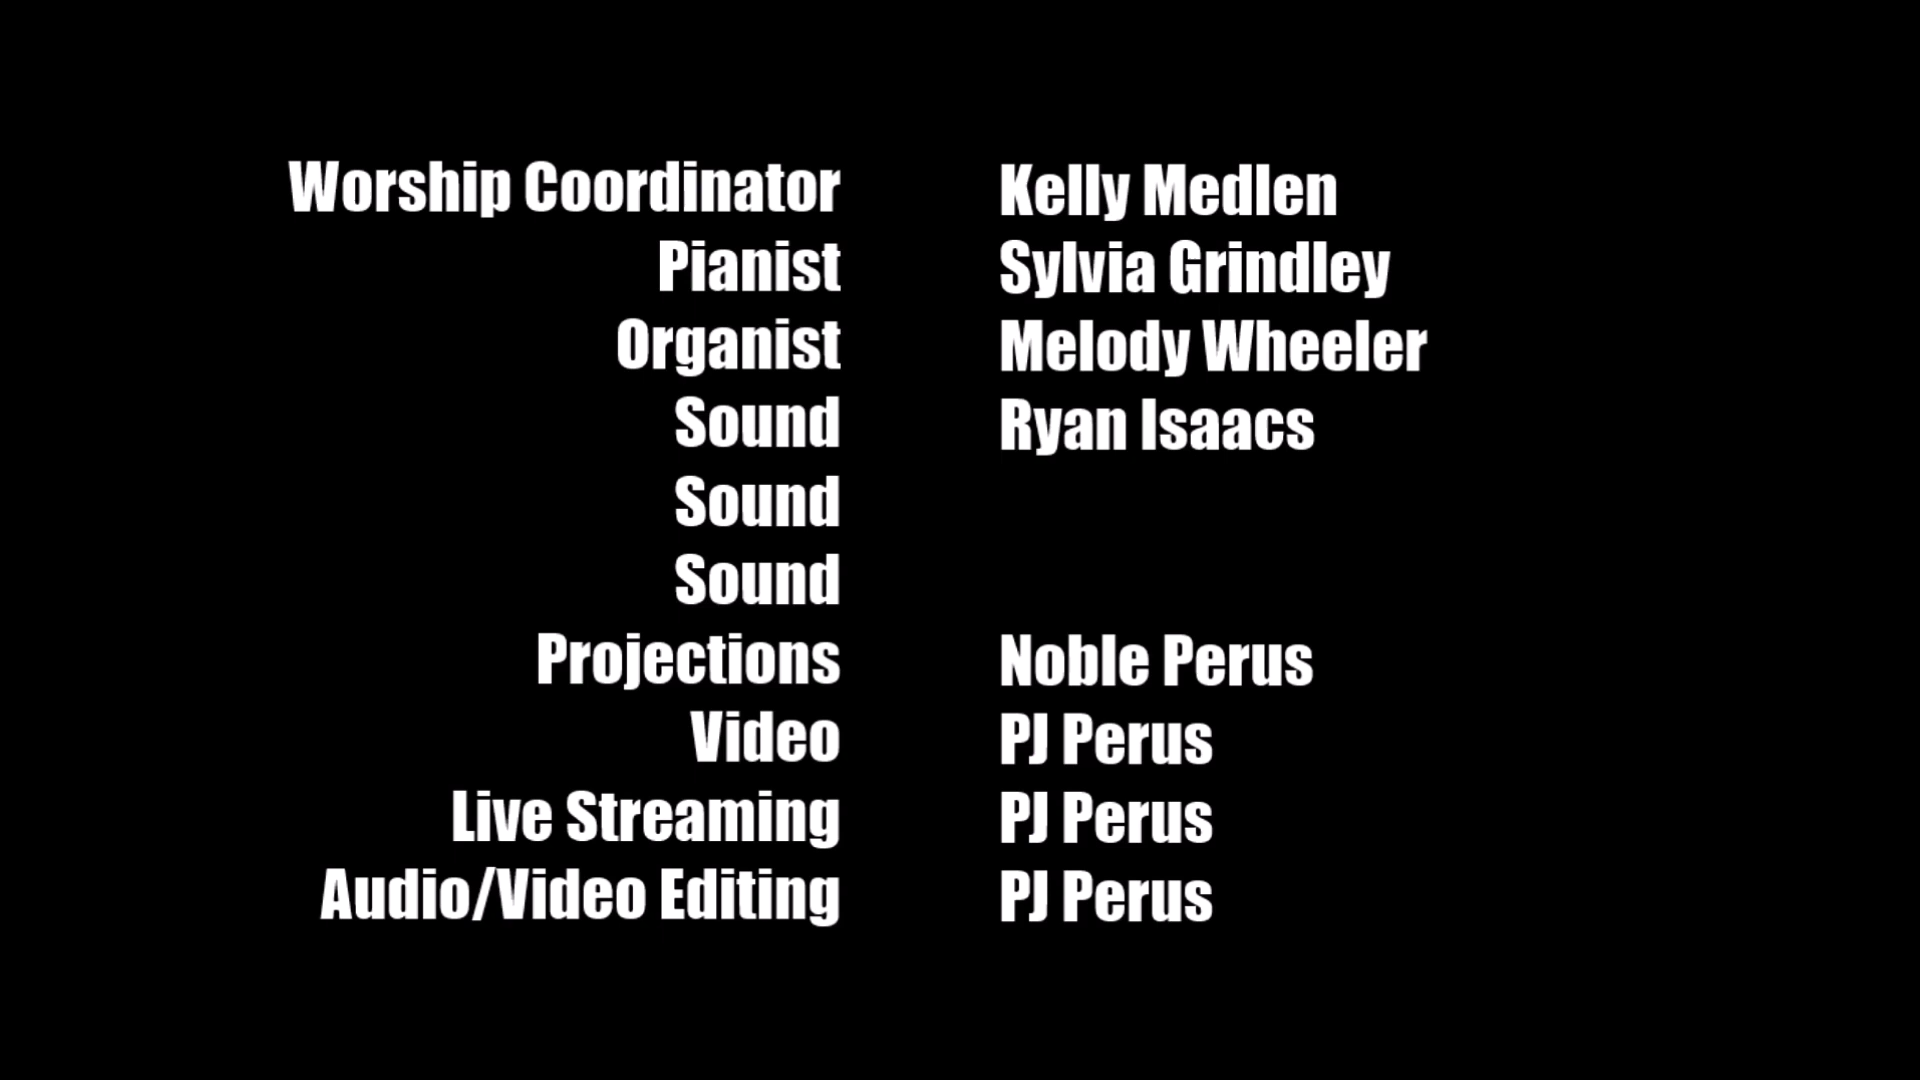 Worship Coordinator Kelly Medlen
Pianist Sylvia Grindley
Organist Melody Wheeler
Sound Ryan Isaacs
Sound
Sound
Projections Noble Perus
Video PJ Perus
Live Streaming PJ Perus
Audio/Video Editing PJ Perus